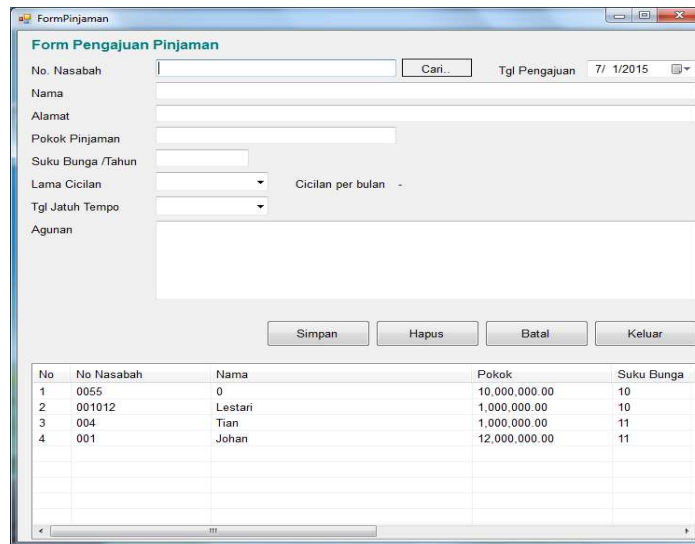 FormPinjaman
Form Pengajuan Pinjaman
No. Nasabah Cari.. Tgl Pengajuan 7/ 1/2015
Nama
Alamat
Pokok Pinjaman
Suku Bunga /Tahun
Lama Cicilan Cicilan per bulan -
Tgl Jatuh Tempo
Agunan
Simpan Hapus Batal Keluar
No No Nasabah Nama Pokok Suku Bunga
1 0055 0 10,000,000.00 10
2 001012 Lestari 1,000,000.00 10
3 004 Tian 1,000,000.00 11
4 001 Johan 12,000,000.00 11